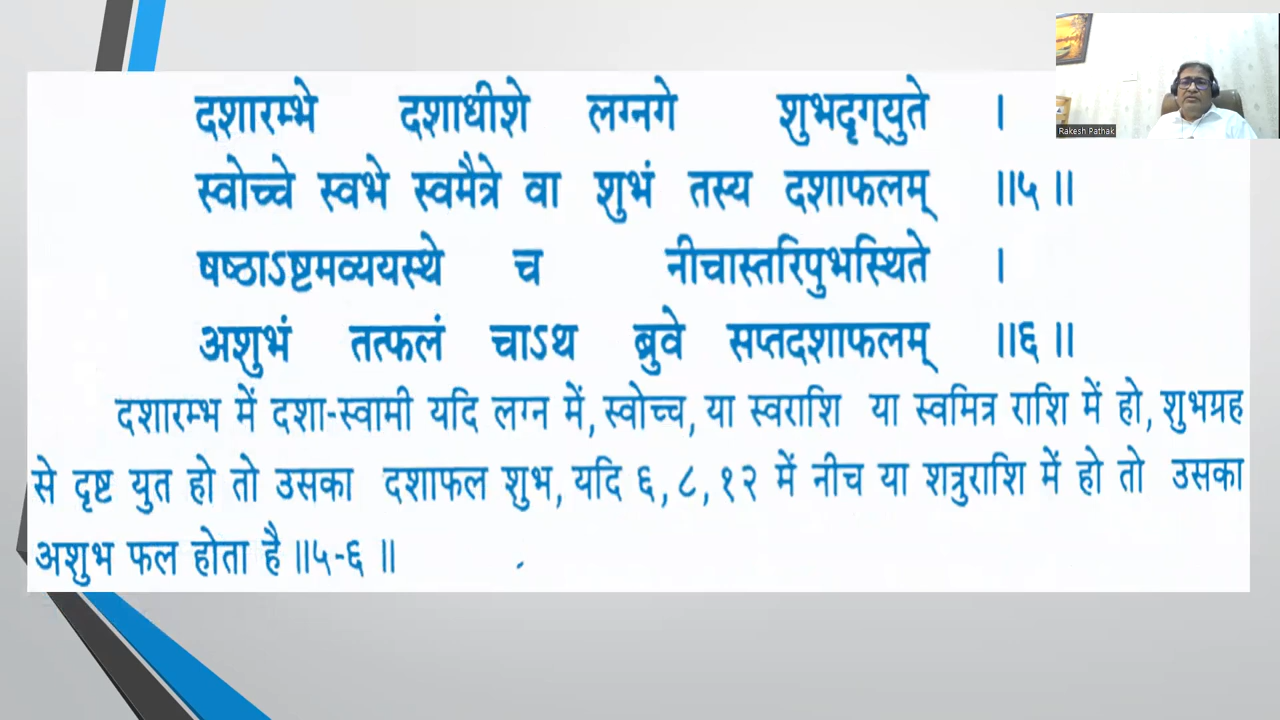 दशारम्भे दशाधीशे लग्नगे शुभदृग्युते ।
स्वोच्चे स्वभे स्वमैत्रे वा शुभं तस्य दशाफलम् ॥५॥
षष्ठाऽष्टमव्ययस्थे च नीचास्तरिपुभस्थिते ।
अशुभं तत्फलं चाऽथ ब्रुवे सप्तदशाफलम् ॥६॥
दशारम्भ में दशा-स्वामी यदि लग्न में, स्वोच्च, या स्वराशि या स्वमित्र राशि में हो, शुभग्रह
से दृष्ट युत हो तो उसका दशाफल शुभ, यदि ६, ८, १२ में नीच या शत्रुराशि में हो तो उसका
अशुभ फल होता है ॥५-६॥
Rakesh Pathak